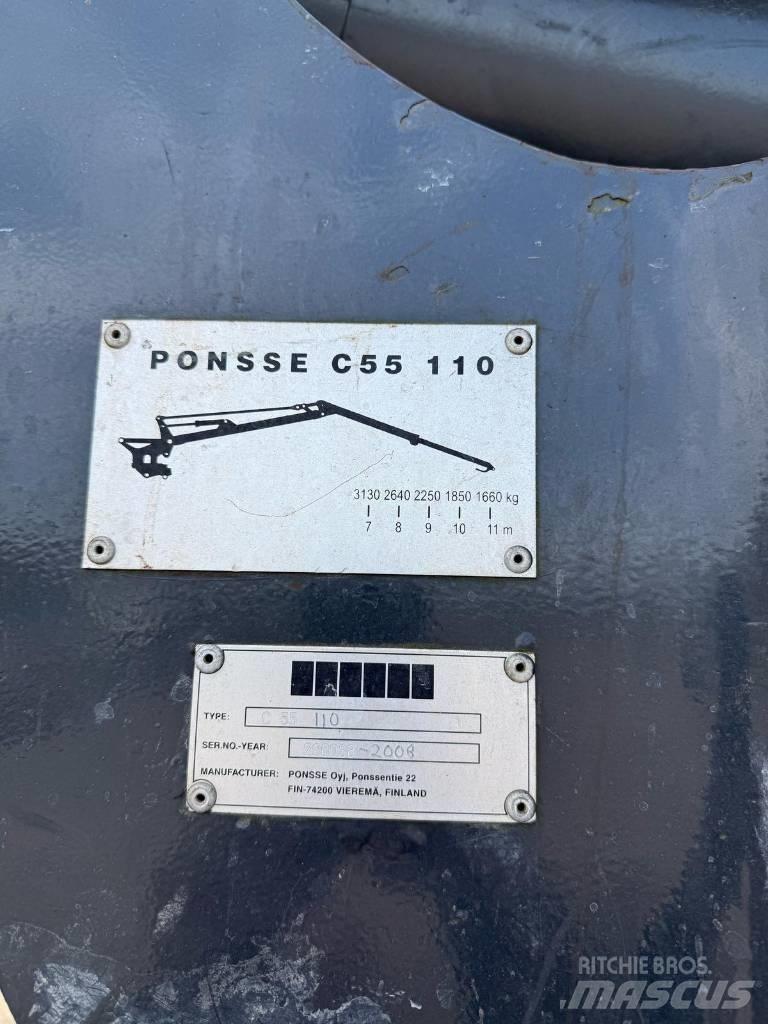 PONSSE C55 110
3130 2640 2250 1850 1660 kg
7 8 9 10 11 m
TYPE: C 55 110
SER.NO.-YEAR: -2008
MANUFACTURER: PONSSE Oyj, Ponssentie 22
FIN-74200 VIEREMÄ, FINLAND
RITCHIE BROS.
MASCUS